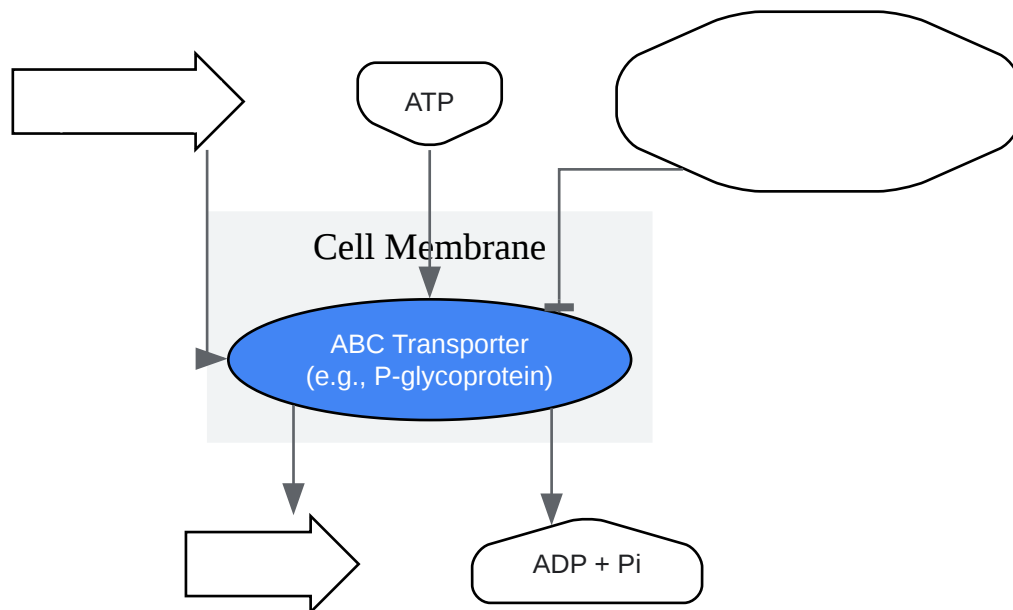 ATP
Cell Membrane
ABC Transporter
(e.g., P-glycoprotein)
ADP + Pi